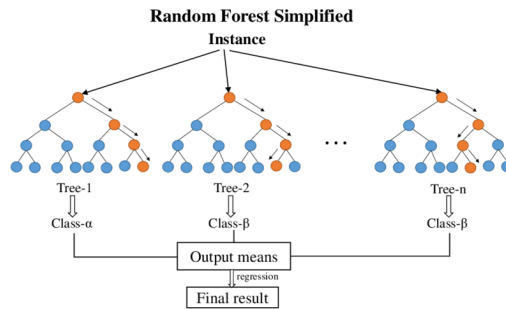 Random Forest Simplified
Instance
...
Tree-1 Tree-2 Tree-n
Class-α Class-β Class-β
Output means
regression
Final result